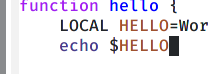 function hello {
LOCAL HELLO=Wor
echo $HELLO